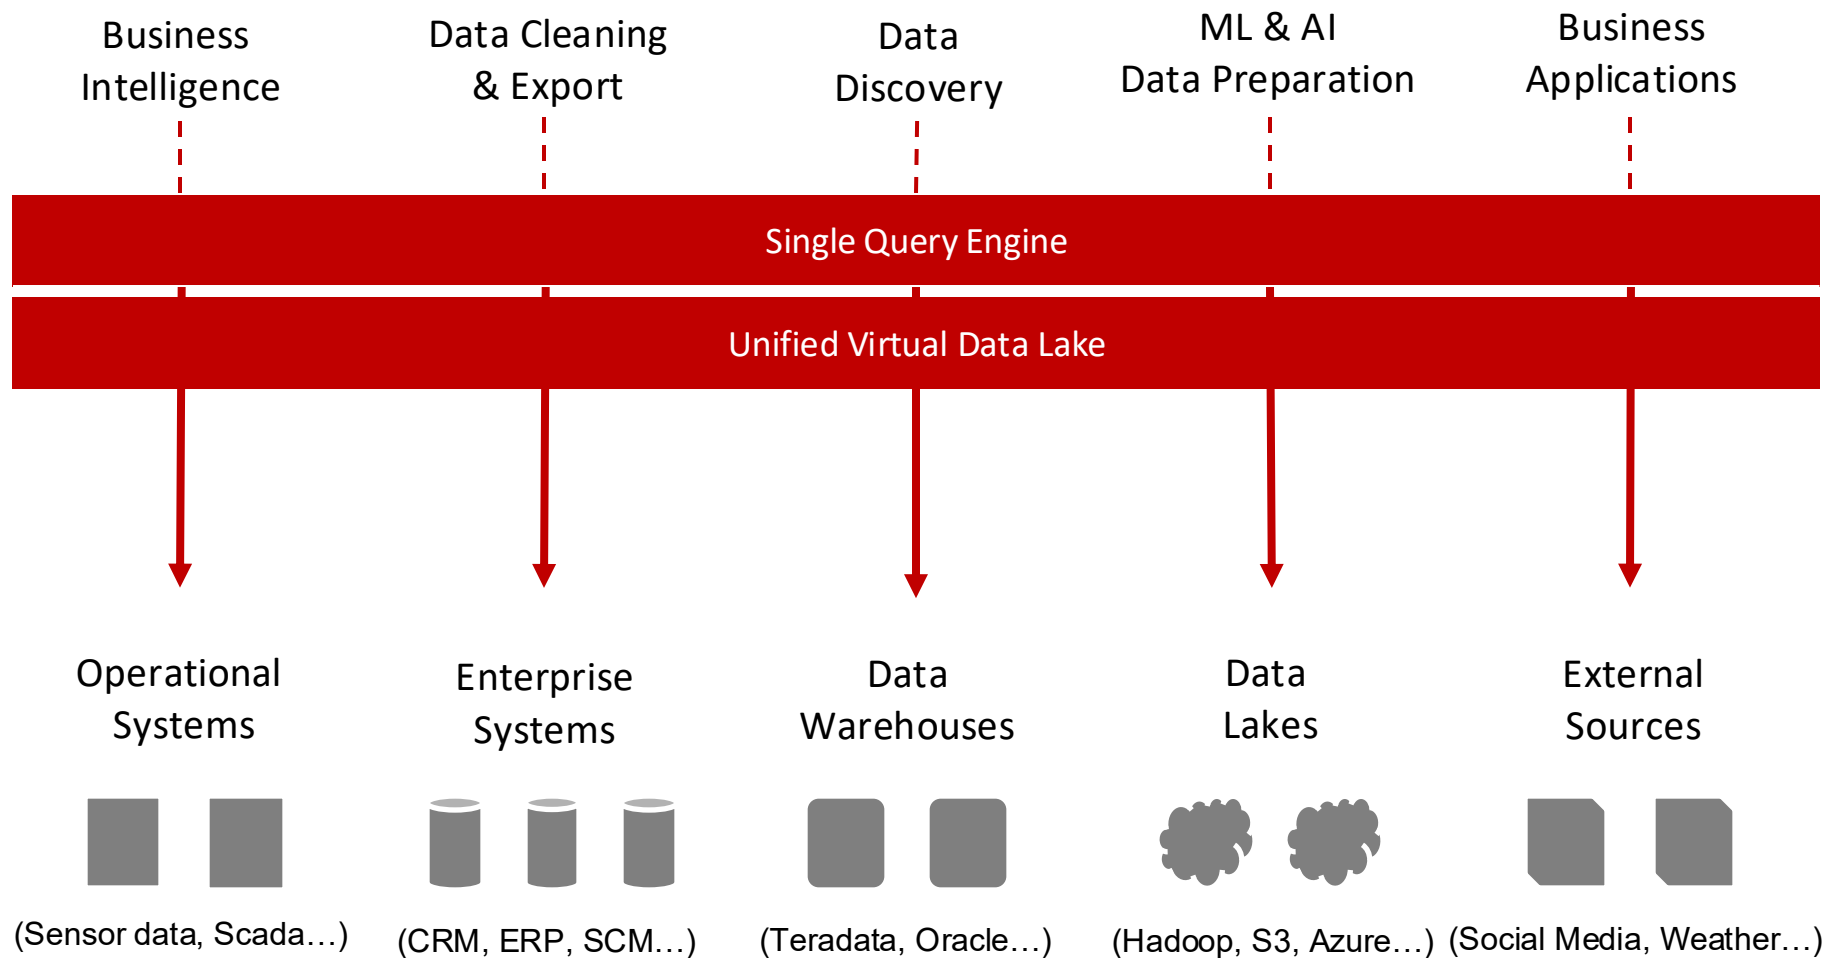 Business
Intelligence
Data Cleaning
& Export
Data
Discovery
ML & AI
Data Preparation
Business
Applications
Single Query Engine
Unified Virtual Data Lake
Operational
Systems
Enterprise
Systems
Data
Warehouses
Data
Lakes
External
Sources
(Sensor data, Scada…)
(CRM, ERP, SCM…)
(Teradata, Oracle…)
(Hadoop, S3, Azure…)
(Social Media, Weather…)